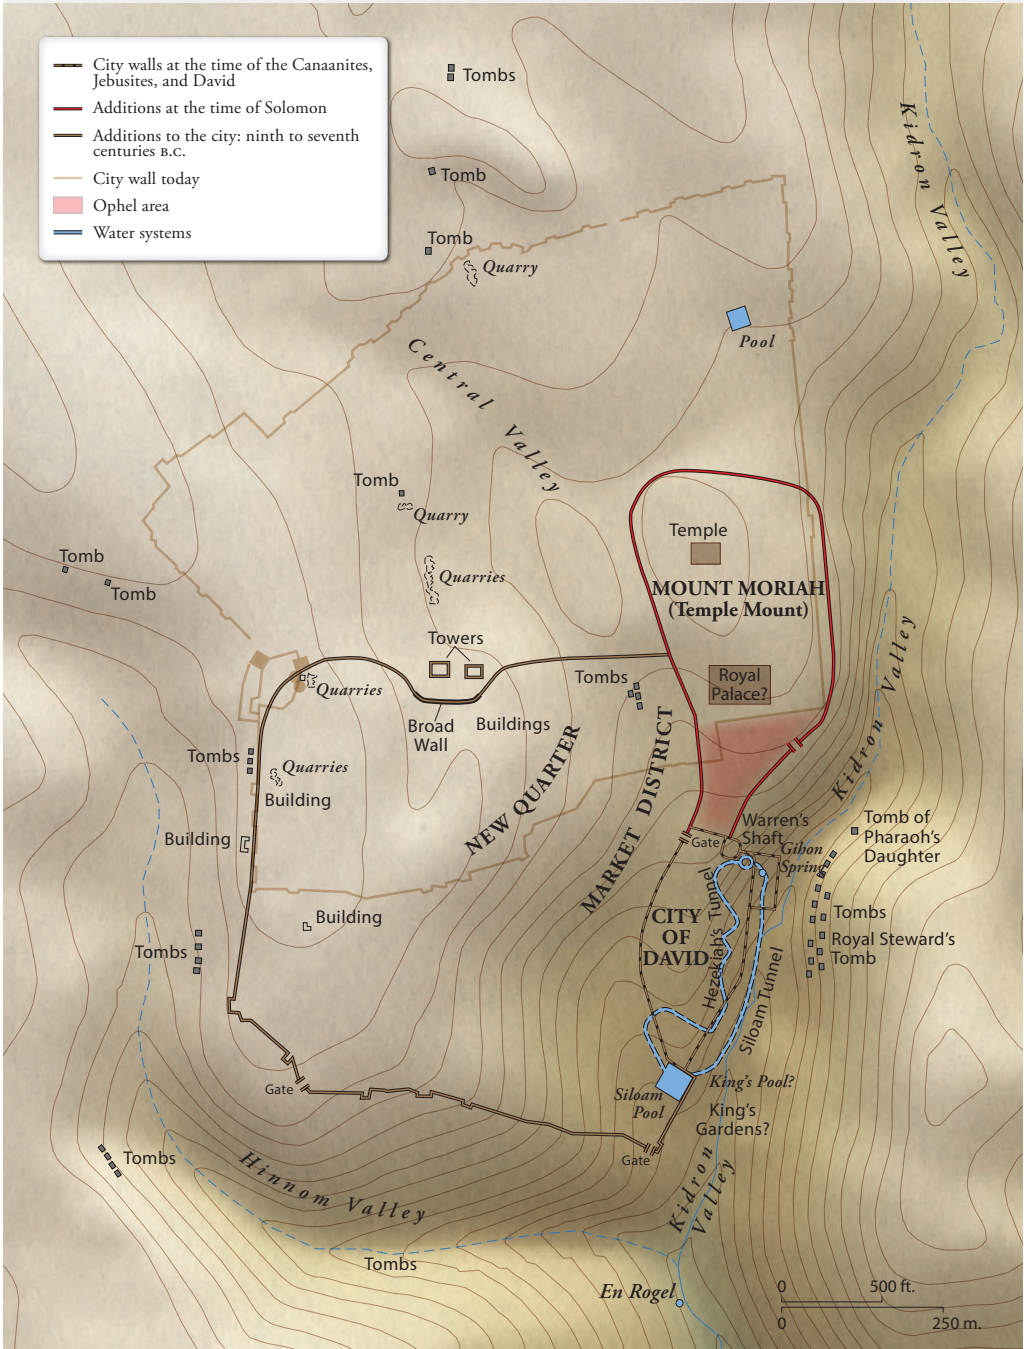 City walls at the time of the Canaanites,
Jebusites, and David
Additions at the time of Solomon
Additions to the city: ninth to seventh
centuries B.C.
City wall today
Ophel area
Water systems
Tombs
Tomb
Tomb
Quarry
Kidron Valley
Pool
Central Valley
Tomb
Quarry
Quarries
Tomb
Tomb
Temple
MOUNT MORIAH
(Temple Mount)
Towers
Quarries
Tombs
Royal
Palace?
Broad
Wall
Buildings
Kidron Valley
Tombs
Quarries
Building
NEW QUARTER
MARKET DISTRICT
Building
Gate
Warren's
Shaft
Gihon
Spring
Tomb of
Pharaoh's
Daughter
Building
CITY
OF
DAVID
Hezekiah's Tunnel
Tombs
Royal Steward's
Tomb
Tombs
Siloam Tunnel
Gate
Siloam
Pool
King's Pool?
King's
Gardens?
Gate
Tombs
Hinnom Valley
Kidron
Valley
Tombs
En Rogel
0 500 ft.
0 250 m.